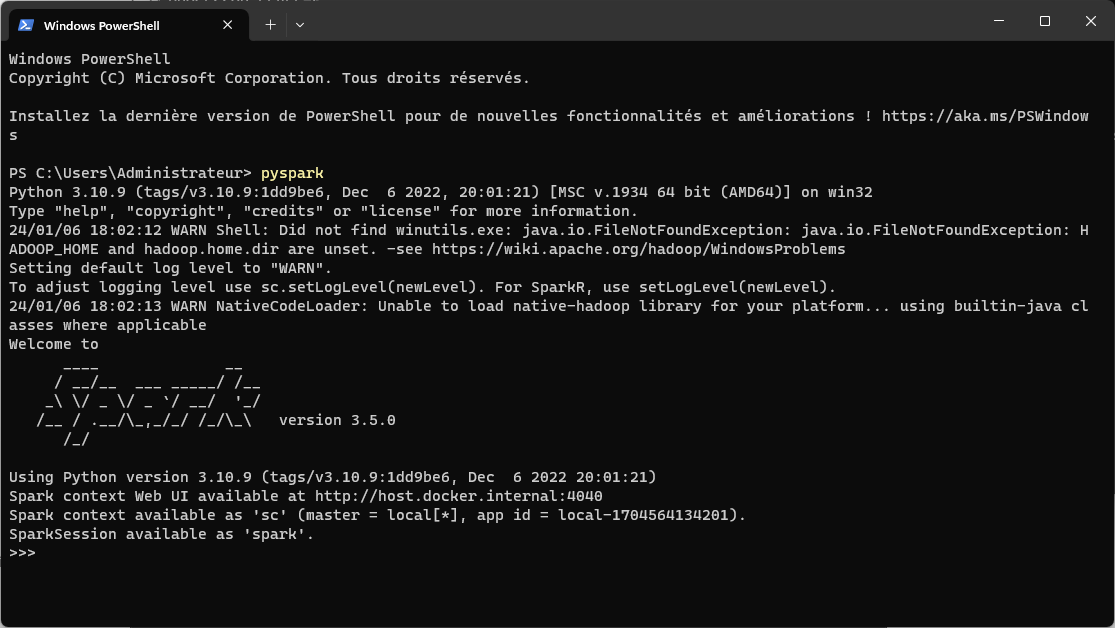 Windows PowerShell
Windows PowerShell
Copyright (C) Microsoft Corporation. Tous droits réservés.
Installez la dernière version de PowerShell pour de nouvelles fonctionnalités et améliorations ! https://aka.ms/PSWindow
s
PS C:\Users\Administrateur> pyspark
Python 3.10.9 (tags/v3.10.9:1dd9be6, Dec  6 2022, 20:01:21) [MSC v.1934 64 bit (AMD64)] on win32
Type "help", "copyright", "credits" or "license" for more information.
24/01/06 18:02:12 WARN Shell: Did not find winutils.exe: java.io.FileNotFoundException: java.io.FileNotFoundException: H
ADOOP_HOME and hadoop.home.dir are unset. -see https://wiki.apache.org/hadoop/WindowsProblems
Setting default log level to "WARN".
To adjust logging level use sc.setLogLevel(newLevel). For SparkR, use setLogLevel(newLevel).
24/01/06 18:02:13 WARN NativeCodeLoader: Unable to load native-hadoop library for your platform... using builtin-java cl
asses where applicable
Welcome to
      ____              __
     / __/__  ___ _____/ /__
    _\ \/ _ \/ _ `/ __/  '_/
   /__ / .__/\_,_/_/ /_/\_\   version 3.5.0
      /_/
Using Python version 3.10.9 (tags/v3.10.9:1dd9be6, Dec  6 2022 20:01:21)
Spark context Web UI available at http://host.docker.internal:4040
Spark context available as 'sc' (master = local[*], app id = local-1704564134201).
SparkSession available as 'spark'.
>>>